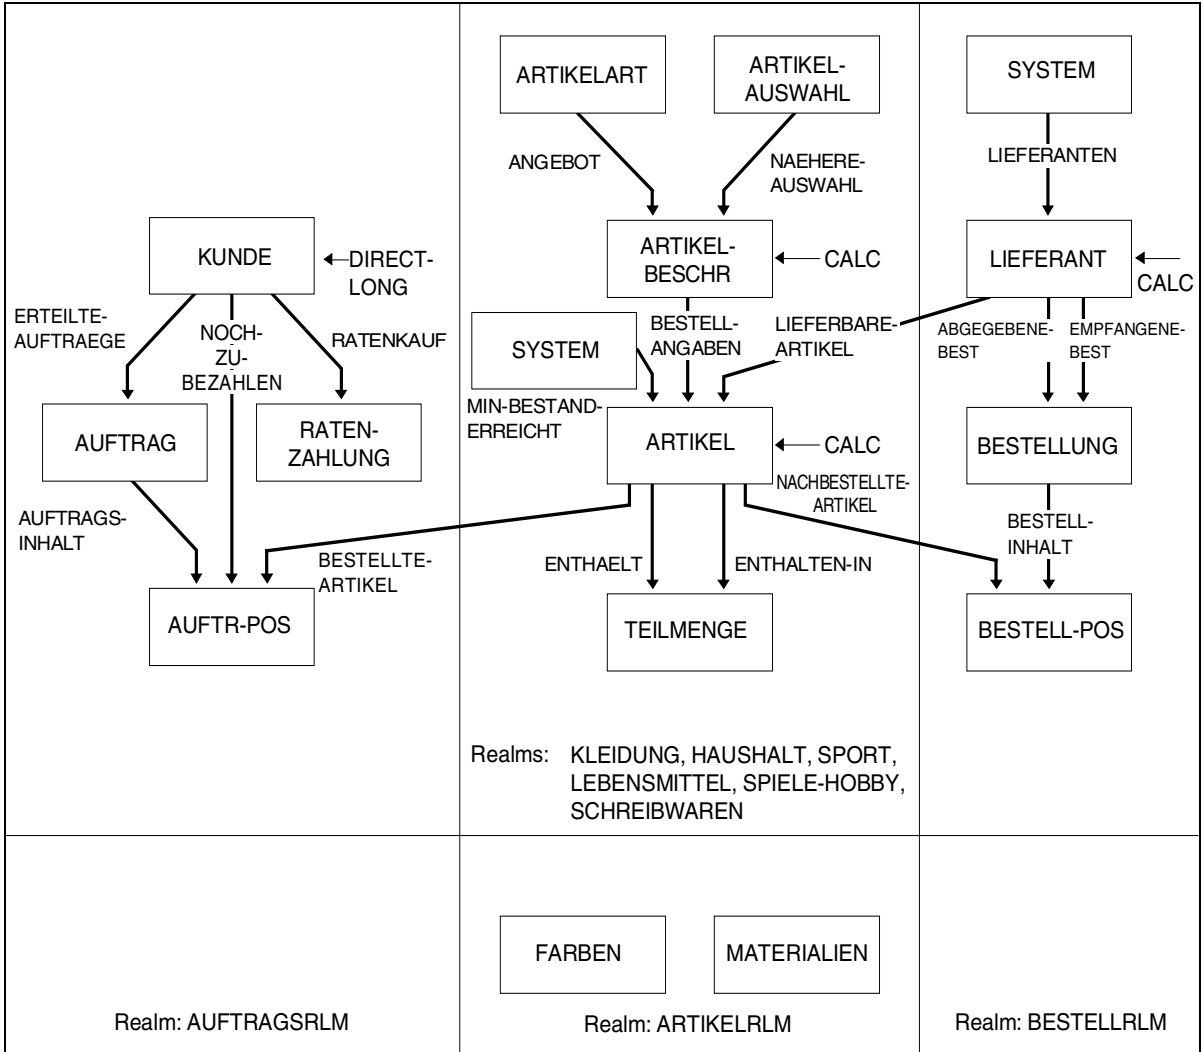 ARTIKELART
ARTIKEL-
AUSWAHL
SYSTEM
ANGEBOT
NAEHERE-
AUSWAHL
LIEFERANTEN
KUNDE
DIRECT-
LONG
ARTIKEL-
BESCHR
CALC
LIEFERANT
CALC
ERTEILTE-
AUFTRAEGE
NOCH-
ZU-
BEZAHLEN
RATENKAUF
SYSTEM
BESTELL-
ANGABEN
LIEFERBARE-
ARTIKEL
ABGEGEBENE-
BEST
EMPFANGENE-
BEST
MIN-BESTAND-
ERREICHT
AUFTRAG
RATEN-
ZAHLUNG
ARTIKEL
CALC
BESTELLUNG
NACHBESTELLTE-
ARTIKEL
AUFTRAGS-
INHALT
BESTELLTE-
ARTIKEL
ENTHAELT
ENTHALTEN-IN
BESTELL-
INHALT
AUFTR-POS
TEILMENGE
BESTELL-POS
Realms: KLEIDUNG, HAUSHALT, SPORT,
LEBENSMITTEL, SPIELE-HOBBY,
SCHREIBWAREN
FARBEN
MATERIALIEN
Realm: AUFTRAGSRLM
Realm: ARTIKELRLM
Realm: BESTELLRLM